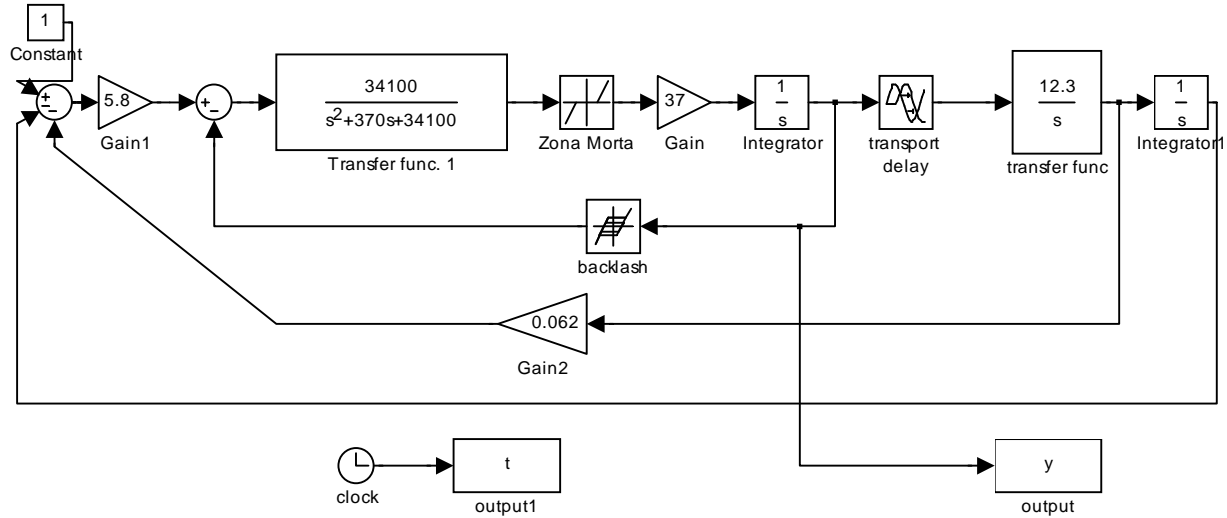 1
Constant
5.8
Gain1
34100
s²+370s+34100
Transfer func. 1
Zona Morta
37
Gain
1
s
Integrator
transport
delay
12.3
s
transfer func
1
s
Integrator1
backlash
0.062
Gain2
clock
t
output1
y
output